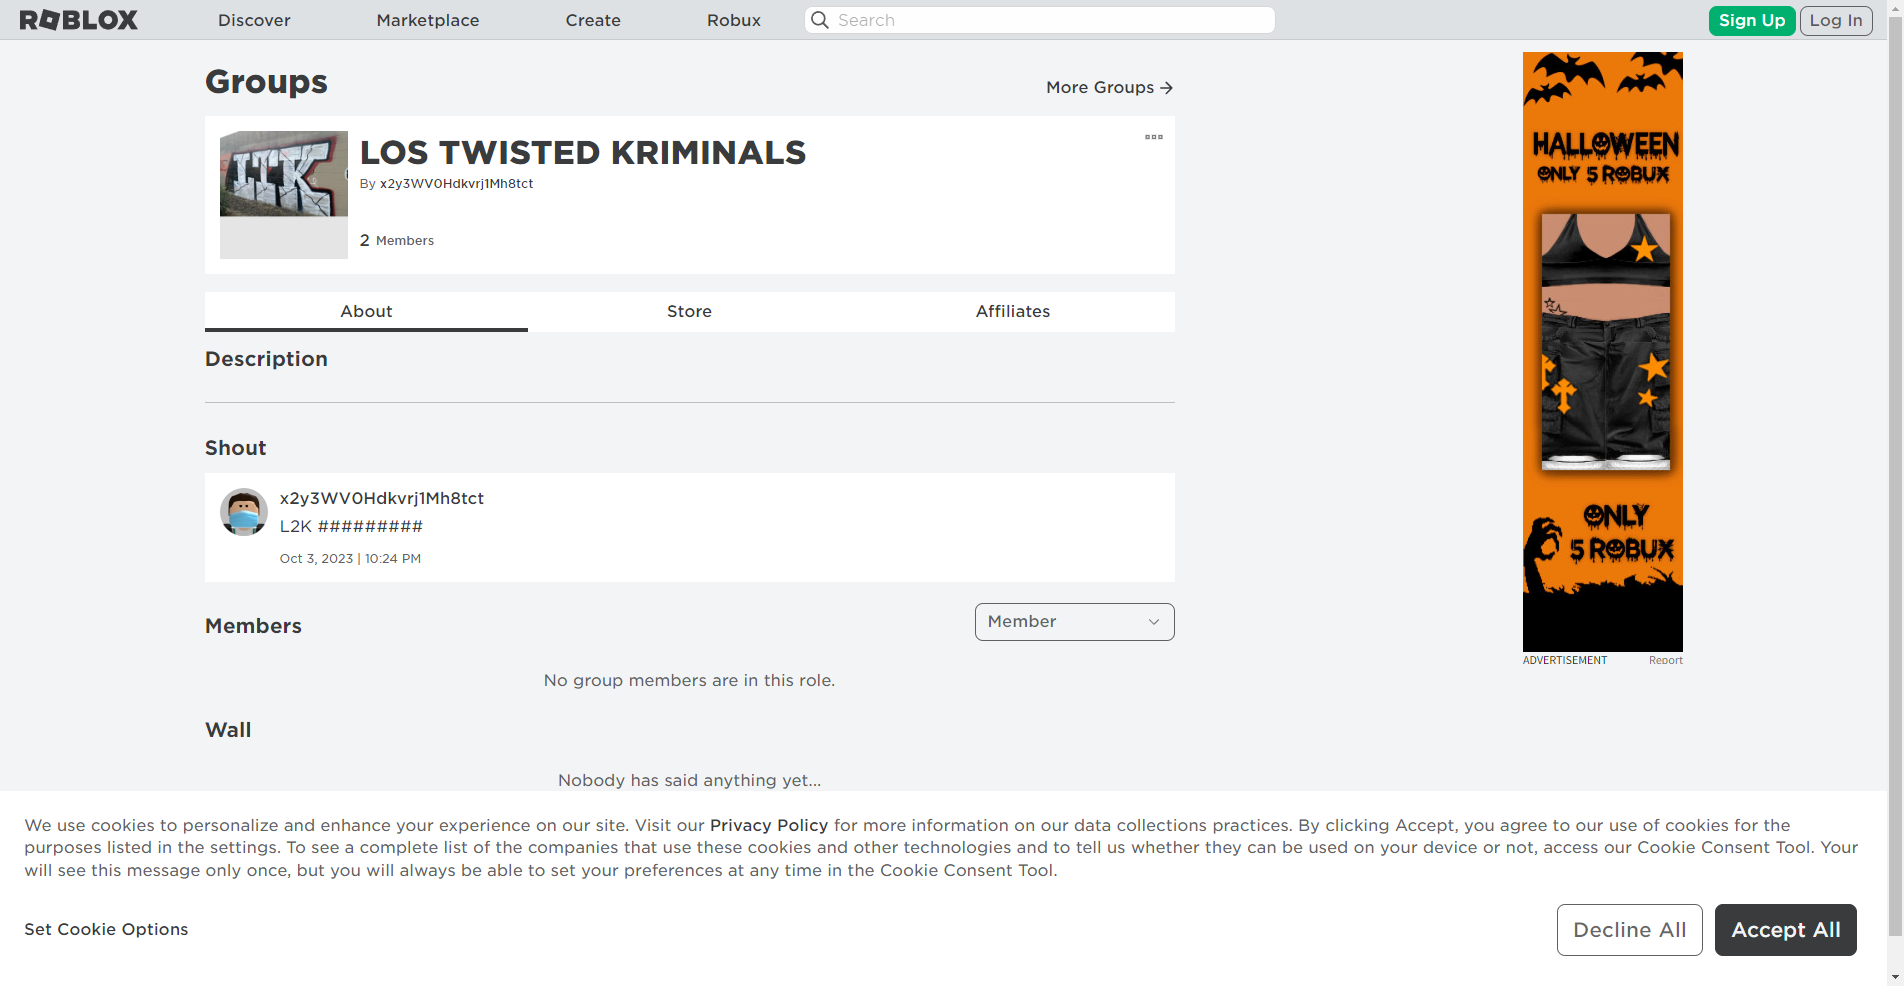 ROBLOX
Discover
Marketplace
Create
Robux
Search
Sign Up
Log In
Groups
More Groups
LTK
LOS TWISTED KRIMINALS
By x2y3WV0Hdkvrj1Mh8tct
2 Members
About
Store
Affiliates
Description
Shout
x2y3WV0Hdkvrj1Mh8tct
L2K #########
Oct 3, 2023 | 10:24 PM
Members
Member
No group members are in this role.
Wall
Nobody has said anything yet...
HALLOWEEN
ONLY 5 ROBUX
ONLY
5 ROBUX
ADVERTISEMENT
Report
We use cookies to personalize and enhance your experience on our site. Visit our Privacy Policy for more information on our data collections practices. By clicking Accept, you agree to our use of cookies for the
purposes listed in the settings. To see a complete list of the companies that use these cookies and other technologies and to tell us whether they can be used on your device or not, access our Cookie Consent Tool. Your
will see this message only once, but you will always be able to set your preferences at any time in the Cookie Consent Tool.
Set Cookie Options
Decline All
Accept All